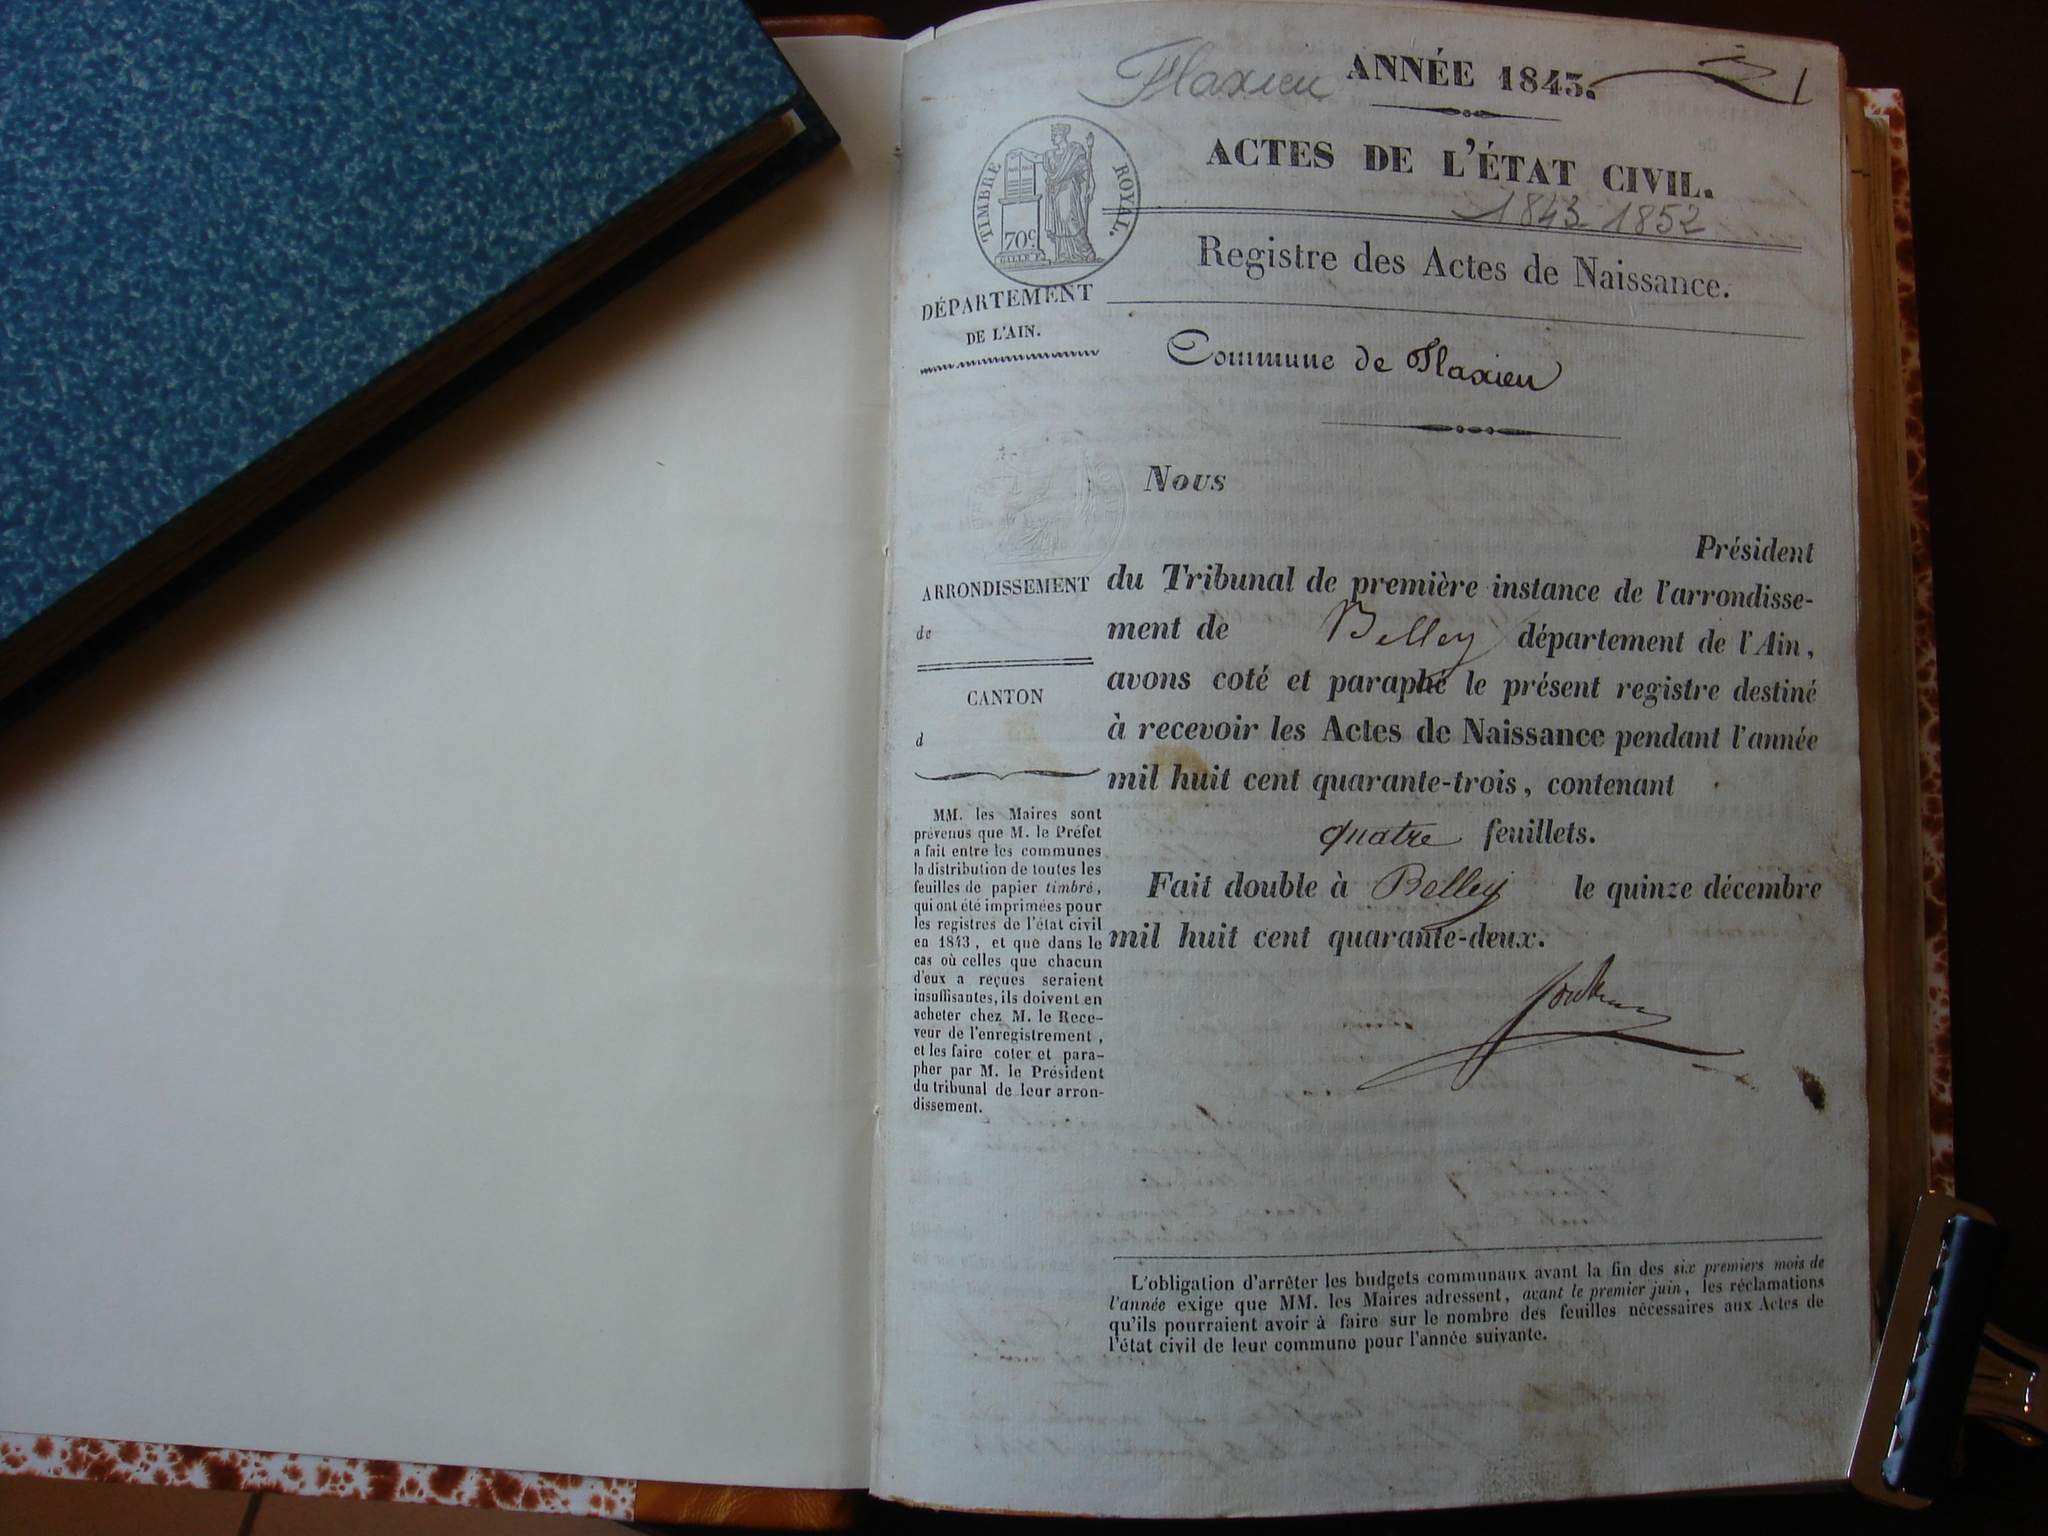 Flaxieu ANNÉE 1843. 1
ACTES DE L'ÉTAT CIVIL.
1843-1852
TIMBRE ROYAL.
70c
Registre des Actes de Naissance.
DÉPARTEMENT
DE L'AIN.
Commune de Flaxieu
Nous
Président
ARRONDISSEMENT
de
CANTON
d
du Tribunal de première instance de l'arrondisse-
ment de Belley département de l'Ain,
avons coté et paraphé le présent registre destiné
à recevoir les Actes de Naissance pendant l'année
mil huit cent quarante-trois, contenant
quatre feuillets.
Fait double à Belley le quinze décembre
mil huit cent quarante-deux.
MM. les Maires sont
prévenus que M. le Préfet
a fait entre les communes
la distribution de toutes les
feuilles de papier timbré,
qui ont été imprimées pour
les registres de l'état civil
en 1843, et que dans le
cas où celles que chacun
d'eux a reçues seraient
insuffisantes, ils doivent en
acheter chez M. le Rece-
veur de l'enregistrement,
et les faire coter et para-
pher par M. le Président
du tribunal de leur arron-
dissement.
L'obligation d'arrêter les budgets communaux avant la fin des six premiers mois de
l'année exige que MM. les Maires adressent, avant le premier juin, les réclamations
qu'ils pourraient avoir à faire sur le nombre des feuilles nécessaires aux Actes de
l'état civil de leur commune pour l'année suivante.